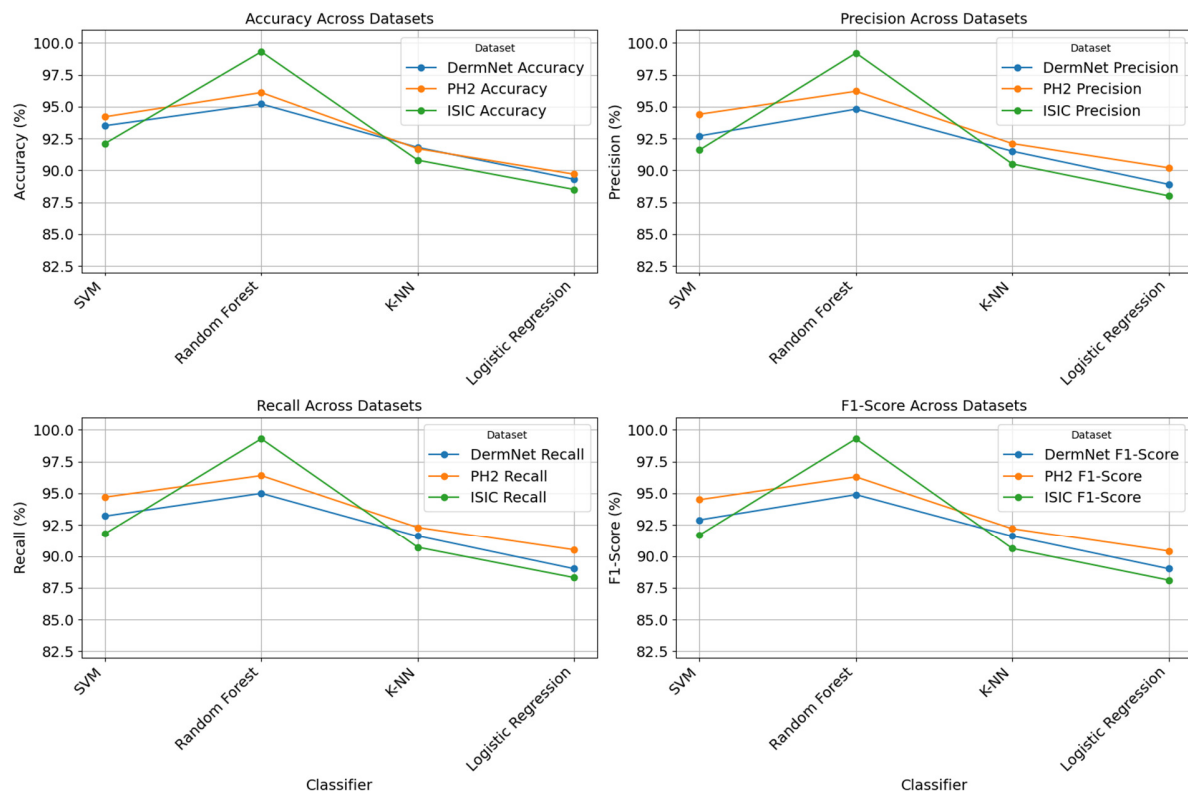 Accuracy Across Datasets
Accuracy (%)
100.0
97.5
95.0
92.5
90.0
87.5
85.0
82.5
Dataset
DermNet Accuracy
PH2 Accuracy
ISIC Accuracy
SVM
Random Forest
K-NN
Logistic Regression
Precision Across Datasets
Precision (%)
100.0
97.5
95.0
92.5
90.0
87.5
85.0
82.5
Dataset
DermNet Precision
PH2 Precision
ISIC Precision
SVM
Random Forest
K-NN
Logistic Regression
Recall Across Datasets
Recall (%)
100.0
97.5
95.0
92.5
90.0
87.5
85.0
82.5
Dataset
DermNet Recall
PH2 Recall
ISIC Recall
SVM
Random Forest
K-NN
Logistic Regression
Classifier
F1-Score Across Datasets
F1-Score (%)
100.0
97.5
95.0
92.5
90.0
87.5
85.0
82.5
Dataset
DermNet F1-Score
PH2 F1-Score
ISIC F1-Score
SVM
Random Forest
K-NN
Logistic Regression
Classifier